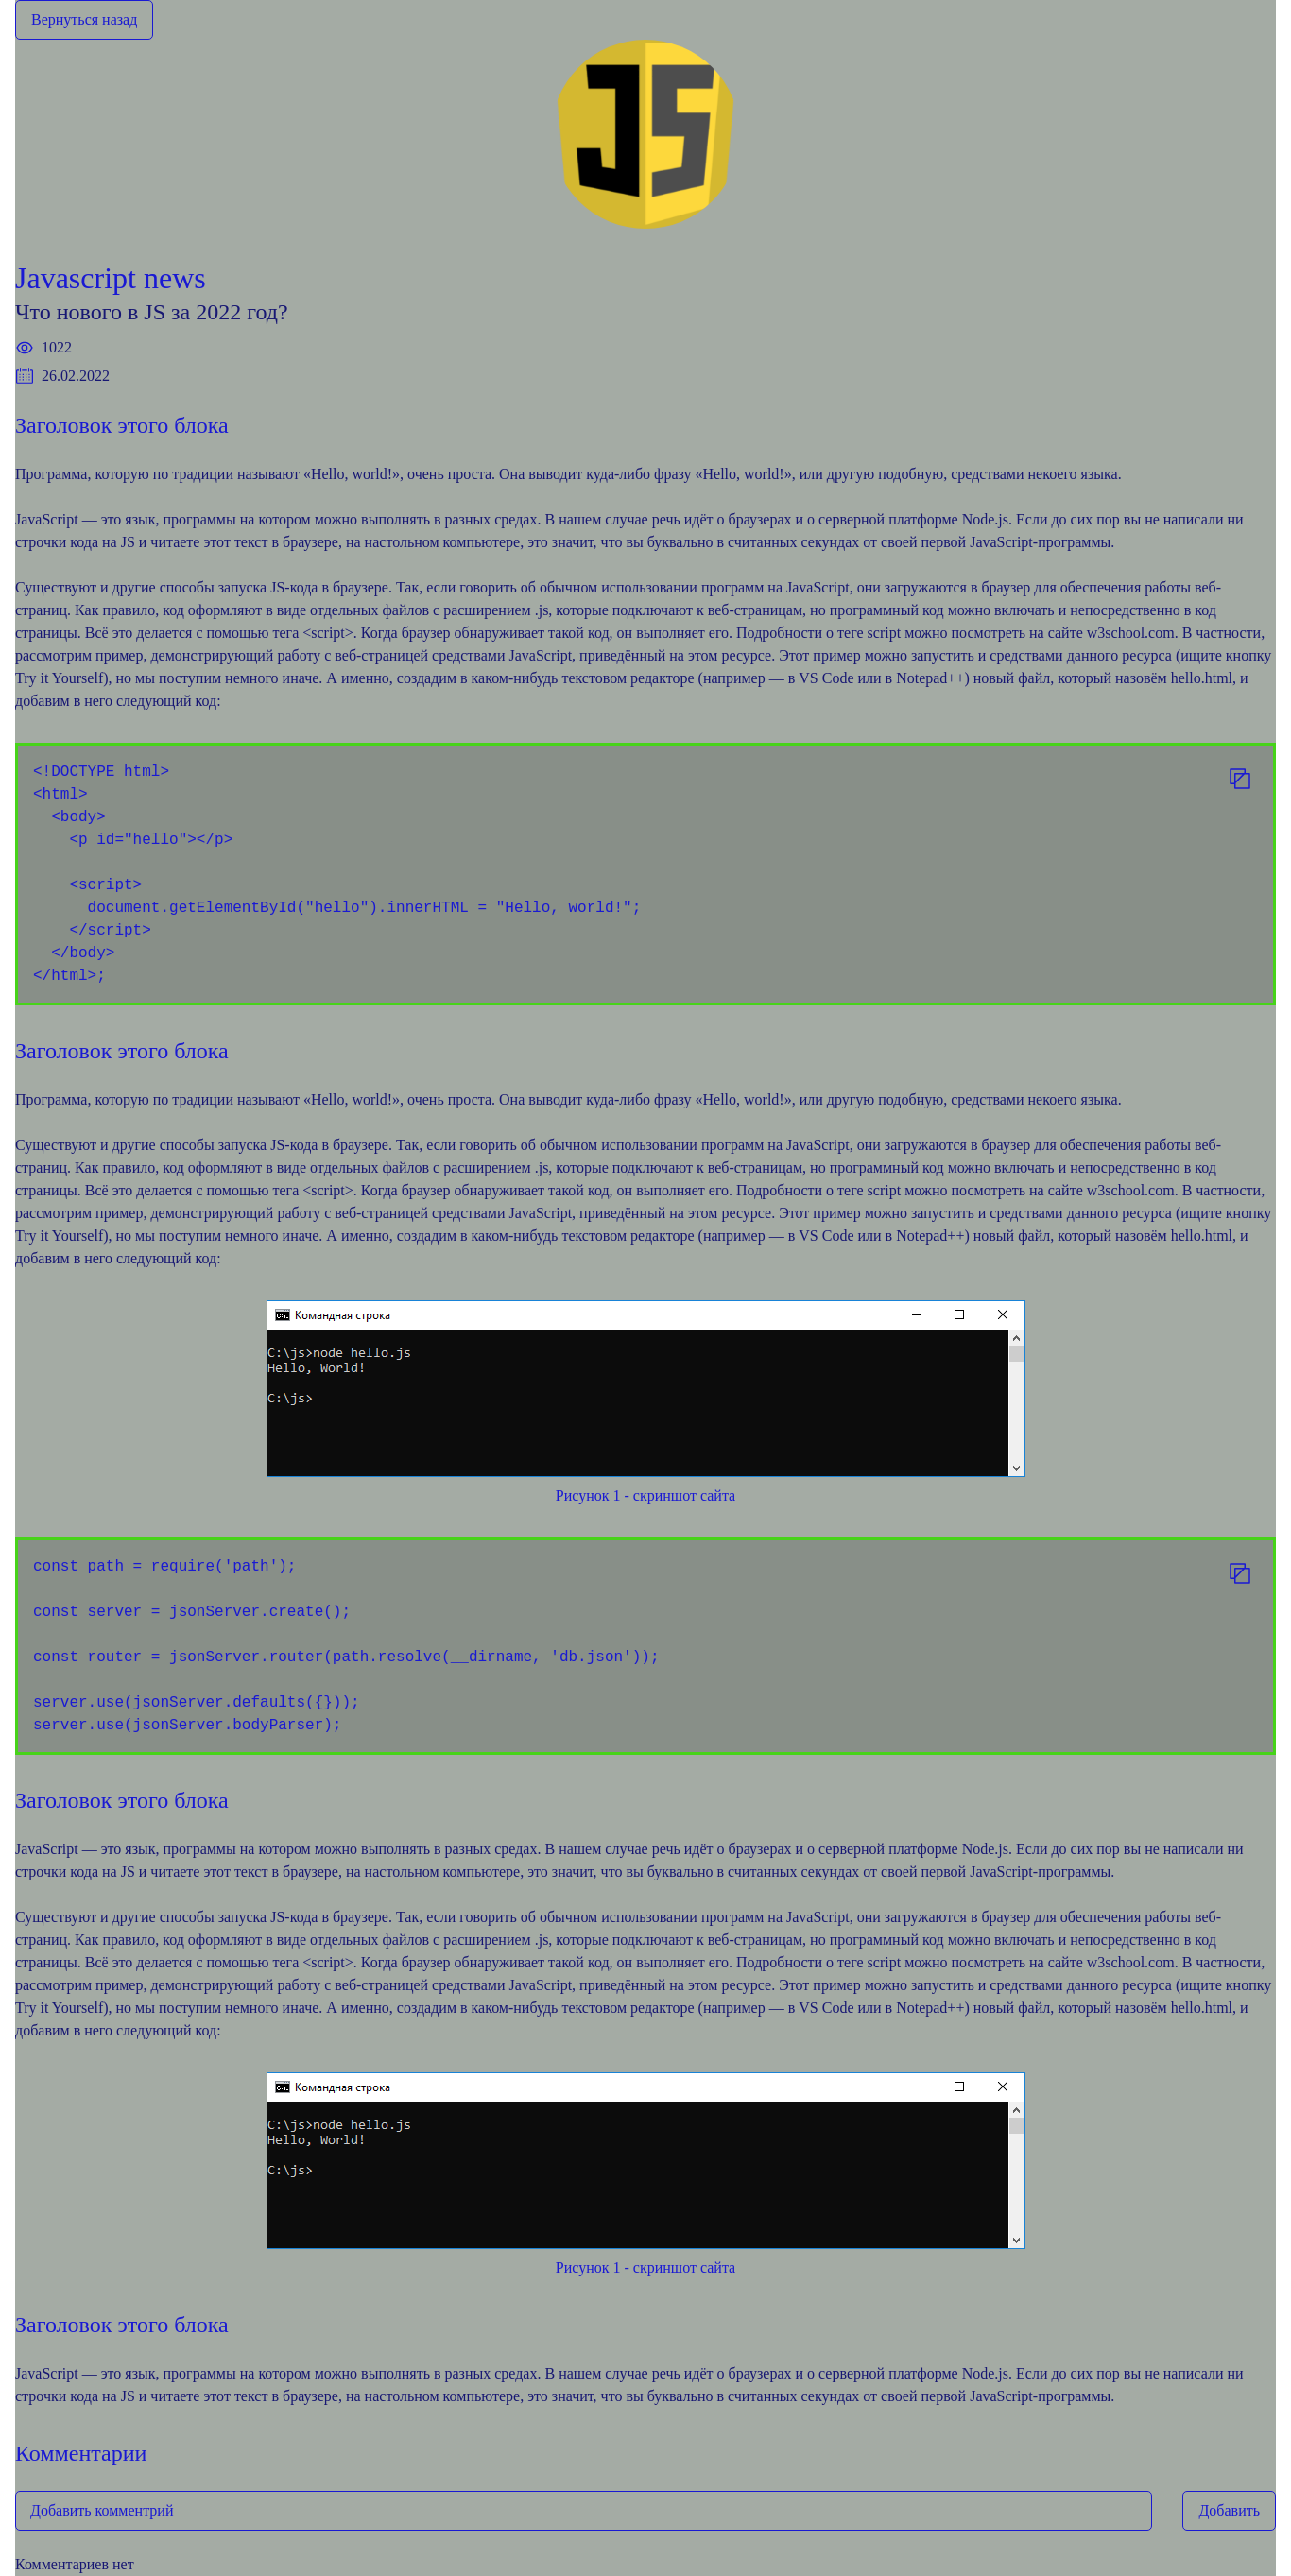 Вернуться назад
JS
Javascript news
Что нового в JS за 2022 год?
1022
26.02.2022
Заголовок этого блока
Программа, которую по традиции называют «Hello, world!», очень проста. Она выводит куда-либо фразу «Hello, world!», или другую подобную, средствами некоего языка.
JavaScript — это язык, программы на котором можно выполнять в разных средах. В нашем случае речь идёт о браузерах и о серверной платформе Node.js. Если до сих пор вы не написали ни
строчки кода на JS и читаете этот текст в браузере, на настольном компьютере, это значит, что вы буквально в считанных секундах от своей первой JavaScript-программы.
Существуют и другие способы запуска JS-кода в браузере. Так, если говорить об обычном использовании программ на JavaScript, они загружаются в браузер для обеспечения работы веб-
страниц. Как правило, код оформляют в виде отдельных файлов с расширением .js, которые подключают к веб-страницам, но программный код можно включать и непосредственно в код
страницы. Всё это делается с помощью тега <script>. Когда браузер обнаруживает такой код, он выполняет его. Подробности о теге script можно посмотреть на сайте w3school.com. В частности,
рассмотрим пример, демонстрирующий работу с веб-страницей средствами JavaScript, приведённый на этом ресурсе. Этот пример можно запустить и средствами данного ресурса (ищите кнопку
Try it Yourself), но мы поступим немного иначе. А именно, создадим в каком-нибудь текстовом редакторе (например — в VS Code или в Notepad++) новый файл, который назовём hello.html, и
добавим в него следующий код:
<!DOCTYPE html>
<html>
  <body>
    <p id="hello"></p>

    <script>
      document.getElementById("hello").innerHTML = "Hello, world!";
    </script>
  </body>
</html>;
Заголовок этого блока
Программа, которую по традиции называют «Hello, world!», очень проста. Она выводит куда-либо фразу «Hello, world!», или другую подобную, средствами некоего языка.
Существуют и другие способы запуска JS-кода в браузере. Так, если говорить об обычном использовании программ на JavaScript, они загружаются в браузер для обеспечения работы веб-
страниц. Как правило, код оформляют в виде отдельных файлов с расширением .js, которые подключают к веб-страницам, но программный код можно включать и непосредственно в код
страницы. Всё это делается с помощью тега <script>. Когда браузер обнаруживает такой код, он выполняет его. Подробности о теге script можно посмотреть на сайте w3school.com. В частности,
рассмотрим пример, демонстрирующий работу с веб-страницей средствами JavaScript, приведённый на этом ресурсе. Этот пример можно запустить и средствами данного ресурса (ищите кнопку
Try it Yourself), но мы поступим немного иначе. А именно, создадим в каком-нибудь текстовом редакторе (например — в VS Code или в Notepad++) новый файл, который назовём hello.html, и
добавим в него следующий код:
Командная строка
C:\js>node hello.js
Hello, World!
C:\js>
Рисунок 1 - скриншот сайта
const path = require('path');

const server = jsonServer.create();

const router = jsonServer.router(path.resolve(__dirname, 'db.json'));

server.use(jsonServer.defaults({}));
server.use(jsonServer.bodyParser);
Заголовок этого блока
JavaScript — это язык, программы на котором можно выполнять в разных средах. В нашем случае речь идёт о браузерах и о серверной платформе Node.js. Если до сих пор вы не написали ни
строчки кода на JS и читаете этот текст в браузере, на настольном компьютере, это значит, что вы буквально в считанных секундах от своей первой JavaScript-программы.
Существуют и другие способы запуска JS-кода в браузере. Так, если говорить об обычном использовании программ на JavaScript, они загружаются в браузер для обеспечения работы веб-
страниц. Как правило, код оформляют в виде отдельных файлов с расширением .js, которые подключают к веб-страницам, но программный код можно включать и непосредственно в код
страницы. Всё это делается с помощью тега <script>. Когда браузер обнаруживает такой код, он выполняет его. Подробности о теге script можно посмотреть на сайте w3school.com. В частности,
рассмотрим пример, демонстрирующий работу с веб-страницей средствами JavaScript, приведённый на этом ресурсе. Этот пример можно запустить и средствами данного ресурса (ищите кнопку
Try it Yourself), но мы поступим немного иначе. А именно, создадим в каком-нибудь текстовом редакторе (например — в VS Code или в Notepad++) новый файл, который назовём hello.html, и
добавим в него следующий код:
Командная строка
C:\js>node hello.js
Hello, World!
C:\js>
Рисунок 1 - скриншот сайта
Заголовок этого блока
JavaScript — это язык, программы на котором можно выполнять в разных средах. В нашем случае речь идёт о браузерах и о серверной платформе Node.js. Если до сих пор вы не написали ни
строчки кода на JS и читаете этот текст в браузере, на настольном компьютере, это значит, что вы буквально в считанных секундах от своей первой JavaScript-программы.
Комментарии
Добавить комментрий
Добавить
Комментариев нет